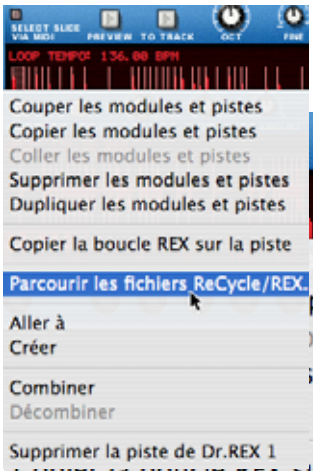 SELECT SLICE
VIA MIDI PREVIEW TO TRACK OCT FINE
LOOP TEMPO: 136.00 BPM
Couper les modules et pistes
Copier les modules et pistes
Coller les modules et pistes
Supprimer les modules et pistes
Dupliquer les modules et pistes
Copier la boucle REX sur la piste
Parcourir les fichiers ReCycle/REX.
Aller à
Créer
Combiner
Décombiner
Supprimer la piste de Dr.REX 1